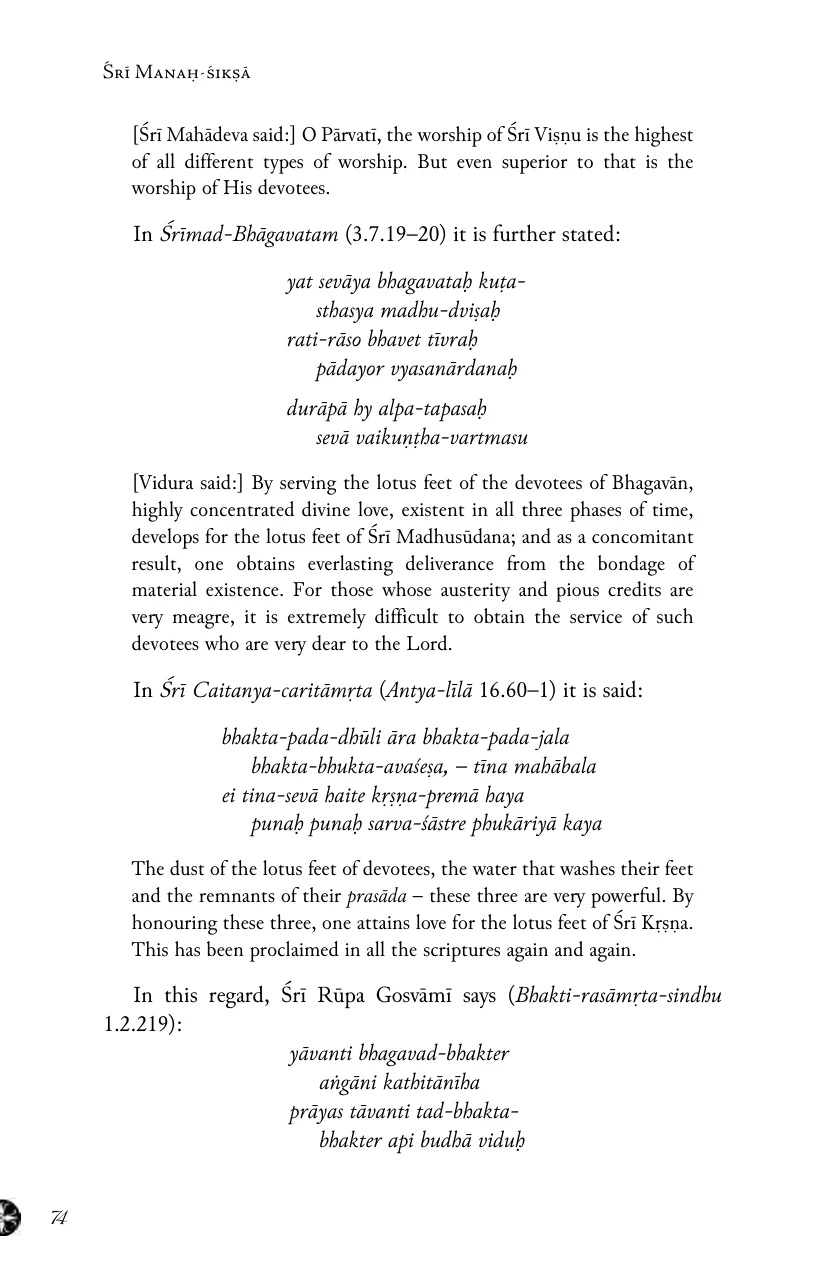 Śrī Manaḥ-śikṣā
[Śrī Mahādeva said:] O Pārvatī, the worship of Śrī Viṣṇu is the highest
of all different types of worship. But even superior to that is the
worship of His devotees.
In Śrīmad-Bhāgavatam (3.7.19–20) it is further stated:
yat sevāya bhagavataḥ kuṭa-
sthasya madhu-dviṣaḥ
rati-rāso bhavet tīvraḥ
pādayor vyasanārdanaḥ
durāpā hy alpa-tapasaḥ
sevā vaikuṇṭha-vartmasu
[Vidura said:] By serving the lotus feet of the devotees of Bhagavān,
highly concentrated divine love, existent in all three phases of time,
develops for the lotus feet of Śrī Madhusūdana; and as a concomitant
result, one obtains everlasting deliverance from the bondage of
material existence. For those whose austerity and pious credits are
very meagre, it is extremely difficult to obtain the service of such
devotees who are very dear to the Lord.
In Śrī Caitanya-caritāmṛta (Antya-līlā 16.60–1) it is said:
bhakta-pada-dhūli āra bhakta-pada-jala
bhakta-bhukta-avaśeṣa, – tīna mahābala
ei tina-sevā haite kṛṣṇa-premā haya
punaḥ punaḥ sarva-śāstre phukāriyā kaya
The dust of the lotus feet of devotees, the water that washes their feet
and the remnants of their prasāda – these three are very powerful. By
honouring these three, one attains love for the lotus feet of Śrī Kṛṣṇa.
This has been proclaimed in all the scriptures again and again.
In this regard, Śrī Rūpa Gosvāmī says (Bhakti-rasāmṛta-sindhu
1.2.219):
yāvanti bhagavad-bhakter
aṅgāni kathitānīha
prāyas tāvanti tad-bhakta-
bhakter api budhā viduḥ
74